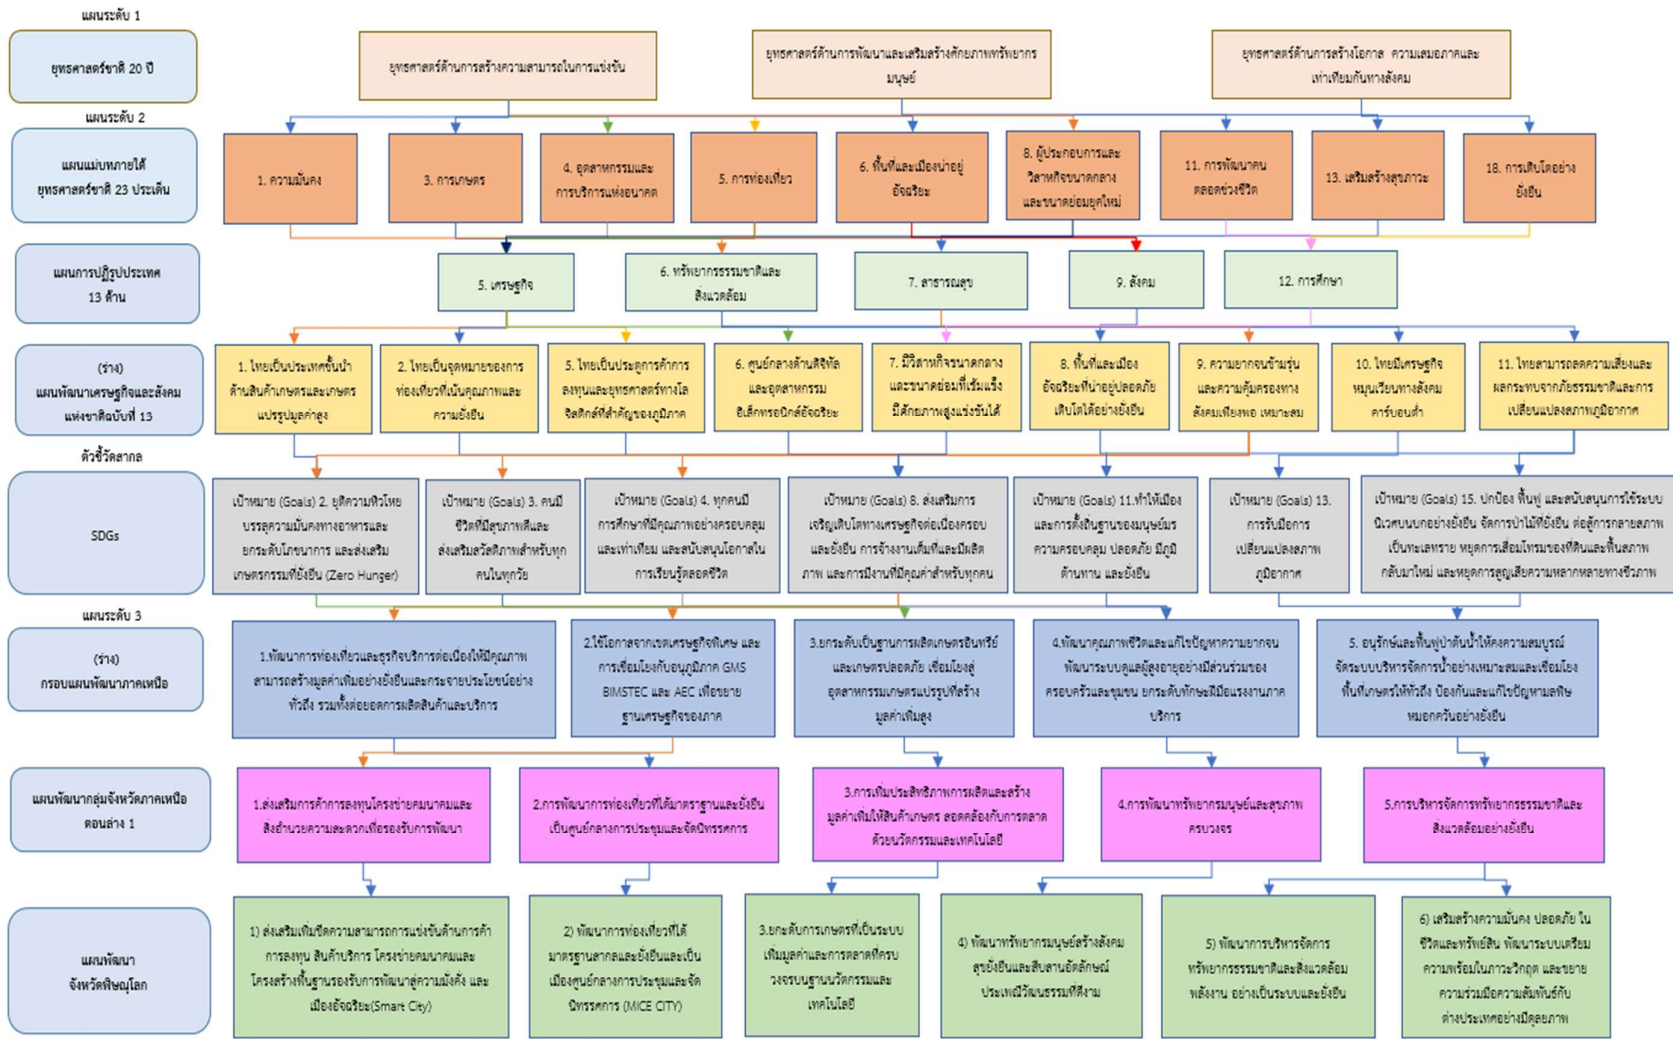 แผนระดับ 1
ยุทธศาสตร์ชาติ 20 ปี
ยุทธศาสตร์ด้านการสร้างความสามารถในการแข่งขัน
ยุทธศาสตร์ด้านการพัฒนาและเสริมสร้างศักยภาพทรัพยากร
มนุษย์
ยุทธศาสตร์ด้านการสร้างโอกาส ความเสมอภาคและ
เท่าเทียมกันทางสังคม
แผนระดับ 2
แผนแม่บทภายใต้
ยุทธศาสตร์ชาติ 23 ประเด็น
1. ความมั่นคง
3. การเกษตร
4. อุตสาหกรรมและ
การบริการแห่งอนาคต
5. การท่องเที่ยว
6. พื้นที่และเมืองน่าอยู่
อัจฉริยะ
8. ผู้ประกอบการและ
วิสาหกิจขนาดกลาง
และขนาดย่อมยุคใหม่
11. การพัฒนาคน
ตลอดช่วงชีวิต
13. เสริมสร้างสุขภาวะ
18. การเติบโตอย่าง
ยั่งยืน
แผนการปฏิรูปประเทศ
13 ด้าน
5. เศรษฐกิจ
6. ทรัพยากรธรรมชาติและ
สิ่งแวดล้อม
7. สาธารณสุข
9. สังคม
12. การศึกษา
(ร่าง)
แผนพัฒนาเศรษฐกิจและสังคม
แห่งชาติฉบับที่ 13
1. ไทยเป็นประเทศชั้นนำ
ด้านสินค้าเกษตรและเกษตร
แปรรูปมูลค่าสูง
2. ไทยเป็นจุดหมายของการ
ท่องเที่ยวที่เน้นคุณภาพและ
ความยั่งยืน
5. ไทยเป็นประตูการค้าการ
ลงทุนและยุทธศาสตร์ทางโล
จิสติกส์ที่สำคัญของภูมิภาค
6. ศูนย์กลางด้านดิจิทัล
และอุตสาหกรรม
อิเล็กทรอนิกส์อัจฉริยะ
7. มีวิสาหกิจขนาดกลาง
และขนาดย่อมที่เข้มแข็ง
มีศักยภาพสูงแข่งขันได้
8. พื้นที่และเมือง
อัจฉริยะที่น่าอยู่ปลอดภัย
เติบโตได้อย่างยั่งยืน
9. ความยากจนข้ามรุ่น
และความคุ้มครองทาง
สังคมเพียงพอ เหมาะสม
10. ไทยมีเศรษฐกิจ
หมุนเวียนทางสังคม
คาร์บอนต่ำ
11. ไทยสามารถลดความเสี่ยงและ
ผลกระทบจากภัยธรรมชาติและการ
เปลี่ยนแปลงสภาพภูมิอากาศ
ตัวชี้วัดสากล
SDGs
เป้าหมาย (Goals) 2. ยุติความหิวโหย
บรรลุความมั่นคงทางอาหารและ
ยกระดับโภชนาการ และส่งเสริม
เกษตรกรรมที่ยั่งยืน (Zero Hunger)
เป้าหมาย (Goals) 3. คนมี
ชีวิตที่มีสุขภาพดีและ
ส่งเสริมสวัสดิภาพสำหรับทุก
คนในทุกวัย
เป้าหมาย (Goals) 4. ทุกคนมี
การศึกษาที่มีคุณภาพอย่างครอบคลุม
และเท่าเทียม และสนับสนุนโอกาสใน
การเรียนรู้ตลอดชีวิต
เป้าหมาย (Goals) 8. ส่งเสริมการ
เจริญเติบโตทางเศรษฐกิจต่อเนื่องครอบ
และยั่งยืน การจ้างงานเต็มที่และมีผลิต
ภาพ และการมีงานที่มีคุณค่าสำหรับทุกคน
เป้าหมาย (Goals) 11.ทำให้เมือง
และการตั้งถิ่นฐานของมนุษย์มร
ความครอบคลุม ปลอดภัย มีภูมิ
ต้านทาน และยั่งยืน
เป้าหมาย (Goals) 13.
การรับมือการ
เปลี่ยนแปลงสภาพ
ภูมิอากาศ
เป้าหมาย (Goals) 15. ปกป้อง ฟื้นฟู และสนับสนุนการใช้ระบบ
นิเวศบนบกอย่างยั่งยืน จัดการป่าไม้ที่ยั่งยืน ต่อสู้การกลายสภาพ
เป็นทะเลทราย หยุดการเสื่อมโทรมของที่ดินและฟื้นสภาพ
กลับมาใหม่ และหยุดการสูญเสียความหลากหลายทางชีวภาพ
แผนระดับ 3
(ร่าง)
กรอบแผนพัฒนาภาคเหนือ
1.พัฒนาการท่องเที่ยวและธุรกิจบริการต่อเนื่องให้มีคุณภาพ
สามารถสร้างมูลค่าเพิ่มอย่างยั่งยืนและกระจายประโยชน์อย่าง
ทั่วถึง รวมทั้งต่อยอดการผลิตสินค้าและบริการ
2.ใช้โอกาสจากเขตเศรษฐกิจพิเศษ และ
การเชื่อมโยงกับอนุภูมิภาค GMS
BIMSTEC และ AEC เพื่อขยาย
ฐานเศรษฐกิจของภาค
3.ยกระดับเป็นฐานการผลิตเกษตรอินทรีย์
และเกษตรปลอดภัย เชื่อมโยงสู่
อุตสาหกรรมเกษตรแปรรูปที่สร้าง
มูลค่าเพิ่มสูง
4.พัฒนาคุณภาพชีวิตและแก้ไขปัญหาความยากจน
พัฒนาระบบดูแลผู้สูงอายุอย่างมีส่วนร่วมของ
ครอบครัวและชุมชน ยกระดับทักษะฝีมือแรงงานภาค
บริการ
5. อนุรักษ์และฟื้นฟูป่าต้นน้ำให้คงความสมบูรณ์
จัดระบบบริหารจัดการน้ำอย่างเหมาะสมและเชื่อมโยง
พื้นที่เกษตรให้ทั่วถึง ป้องกันและแก้ไขปัญหามลพิษ
หมอกควันอย่างยั่งยืน
แผนพัฒนากลุ่มจังหวัดภาคเหนือ
ตอนล่าง 1
1.ส่งเสริมการค้าการลงทุนโครงข่ายคมนาคมและ
สิ่งอำนวยความสะดวกเพื่อรองรับการพัฒนา
2.การพัฒนาการท่องเที่ยวที่ได้มาตราฐานและยั่งยืน
เป็นศูนย์กลางการประชุมและจัดนิทรรศการ
3.การเพิ่มประสิทธิภาพการผลิตและสร้าง
มูลค่าเพิ่มให้สินค้าเกษตร สอดคล้องกับการตลาด
ด้วยนวัตกรรมและเทคโนโลยี
4.การพัฒนาทรัพยากรมนุษย์และสุขภาพ
ครบวงจร
5.การบริหารจัดการทรัพยากรธรรมชาติและ
สิ่งแวดล้อมอย่างยั่งยืน
แผนพัฒนา
จังหวัดพิษณุโลก
1) ส่งเสริมเพิ่มขีดความสามารถการแข่งขันด้านการค้า
การลงทุน สินค้าบริการ โครงข่ายคมนาคมและ
โครงสร้างพื้นฐานรองรับการพัฒนาสู่ความมั่งคั่ง และ
เมืองอัจฉริยะ(Smart City)
2) พัฒนาการท่องเที่ยวที่ได้
มาตรฐานสากลและยั่งยืนและเป็น
เมืองศูนย์กลางการประชุมและจัด
นิทรรศการ (MICE CITY)
3.ยกระดับการเกษตรที่เป็นระบบ
เพิ่มมูลค่าและการตลาดที่ครบ
วงจรบนฐานนวัตกรรมและ
เทคโนโลยี
4) พัฒนาทรัพยากรมนุษย์สร้างสังคม
สุขยั่งยืนและสืบสานอัตลักษณ์
ประเพณีวัฒนธรรมที่ดีงาม
5) พัฒนาการบริหารจัดการ
ทรัพยากรธรรมชาติและสิ่งแวดล้อม
พลังงาน อย่างเป็นระบบและยั่งยืน
6) เสริมสร้างความมั่นคง ปลอดภัย ใน
ชีวิตและทรัพย์สิน พัฒนาระบบเตรียม
ความพร้อมในภาวะวิกฤต และขยาย
ความร่วมมือความสัมพันธ์กับ
ต่างประเทศอย่างมีดุลยภาพ